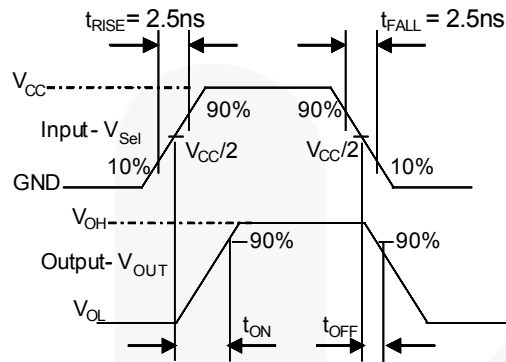 tRISE = 2.5ns
tFALL = 2.5ns
VCC
90%
90%
Input- VSel
VCC/2
VCC/2
10%
10%
GND
VOH
90%
90%
Output- VOUT
VOL
tON
tOFF